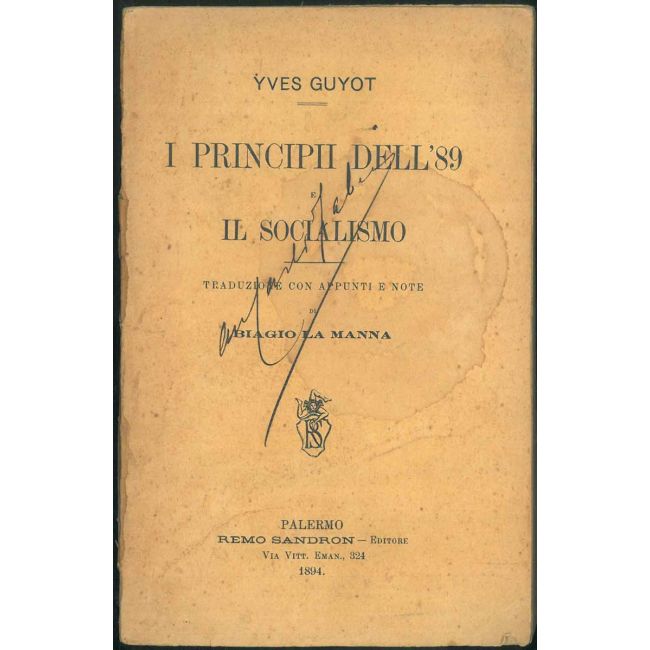 YVES GUYOT
I PRINCIPII DELL'89
E
IL SOCIALISMO
TRADUZIONE CON APPUNTI E NOTE
DI
BIAGIO LA MANNA
RS
PALERMO
REMO SANDRON — EDITORE
VIA VITT. EMAN., 324
1894.